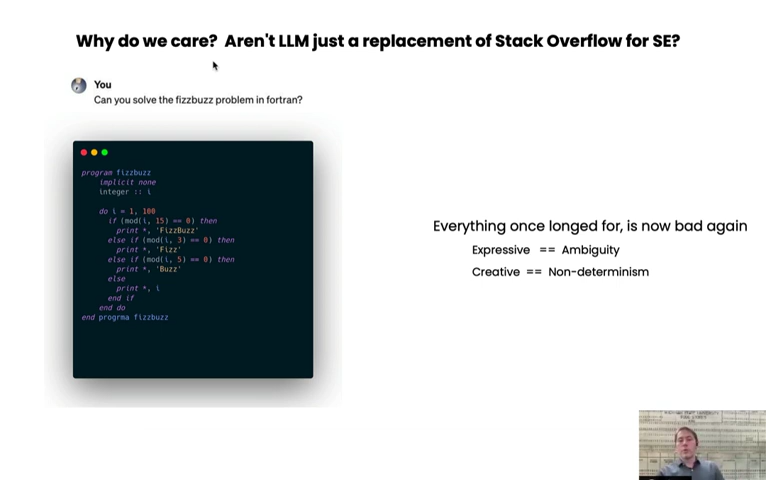 Why do we care? Aren't LLM just a replacement of Stack Overflow for SE?
You
Can you solve the fizzbuzz problem in fortran?
program fizzbuzz
implicit none
integer :: i
do i = 1, 100
if (mod(i, 15) == 0) then
print *, 'FizzBuzz'
else if (mod(i, 3) == 0) then
print *, 'Fizz'
else if (mod(i, 5) == 0) then
print *, 'Buzz'
else
print *, i
end if
end do
end progrma fizzbuzz
Everything once longed for, is now bad again
Expressive == Ambiguity
Creative == Non-determinism